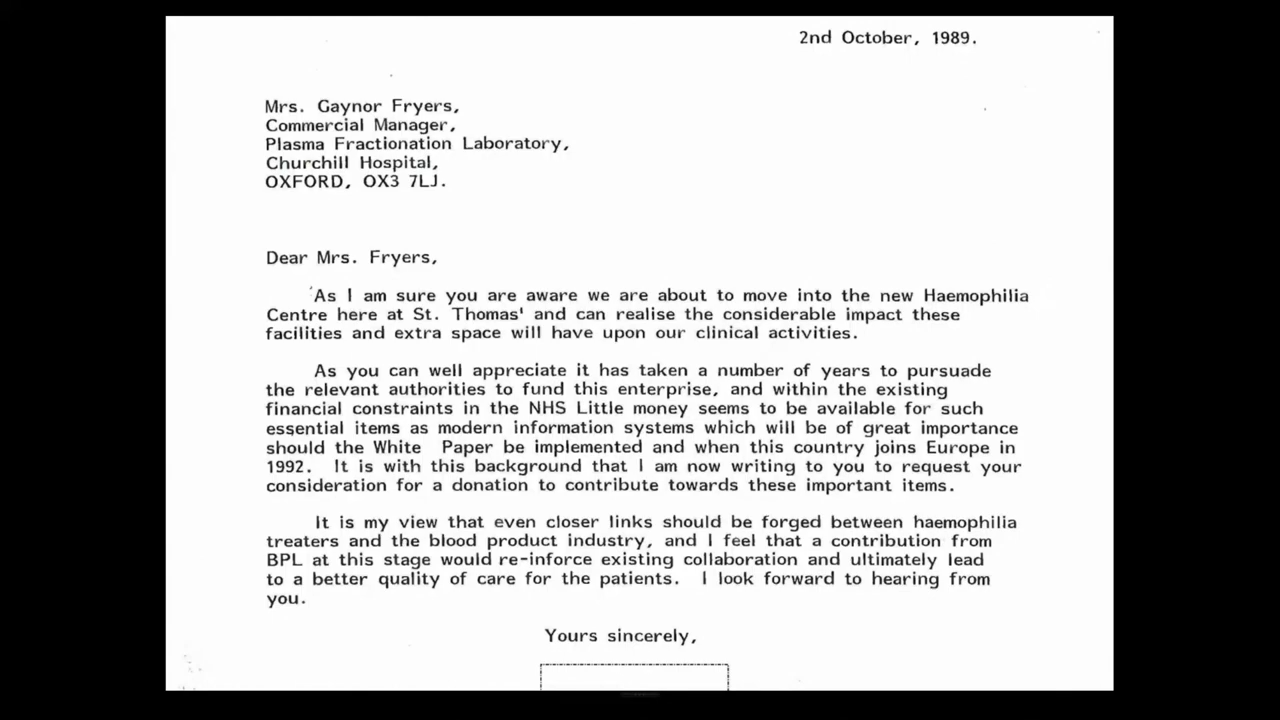 2nd October, 1989.
Mrs. Gaynor Fryers,
Commercial Manager,
Plasma Fractionation Laboratory,
Churchill Hospital,
OXFORD, OX3 7LJ.
Dear Mrs. Fryers,
As I am sure you are aware we are about to move into the new Haemophilia
Centre here at St. Thomas' and can realise the considerable impact these
facilities and extra space will have upon our clinical activities.
As you can well appreciate it has taken a number of years to pursuade
the relevant authorities to fund this enterprise, and within the existing
financial constraints in the NHS Little money seems to be available for such
essential items as modern information systems which will be of great importance
should the White Paper be implemented and when this country joins Europe in
1992. It is with this background that I am now writing to you to request your
consideration for a donation to contribute towards these important items.
It is my view that even closer links should be forged between haemophilia
treaters and the blood product industry, and I feel that a contribution from
BPL at this stage would re-inforce existing collaboration and ultimately lead
to a better quality of care for the patients. I look forward to hearing from
you.
Yours sincerely,